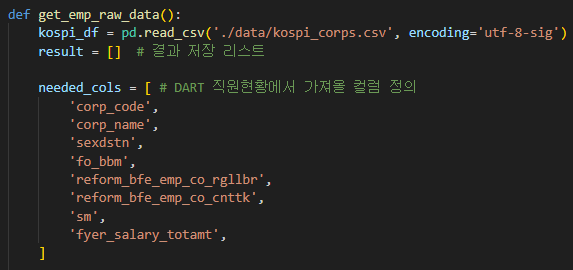 def get_emp_raw_data():
    kospi_df = pd.read_csv('./data/kospi_corps.csv', encoding='utf-8-sig')
    result = []  # 결과 저장 리스트

    needed_cols = [ # DART 직원현황에서 가져올 컬럼 정의
        'corp_code',
        'corp_name',
        'sexdstn',
        'fo_bbm',
        'reform_bfe_emp_co_rgllbr',
        'reform_bfe_emp_co_cnttk',
        'sm',
        'fyer_salary_totamt',
    ]